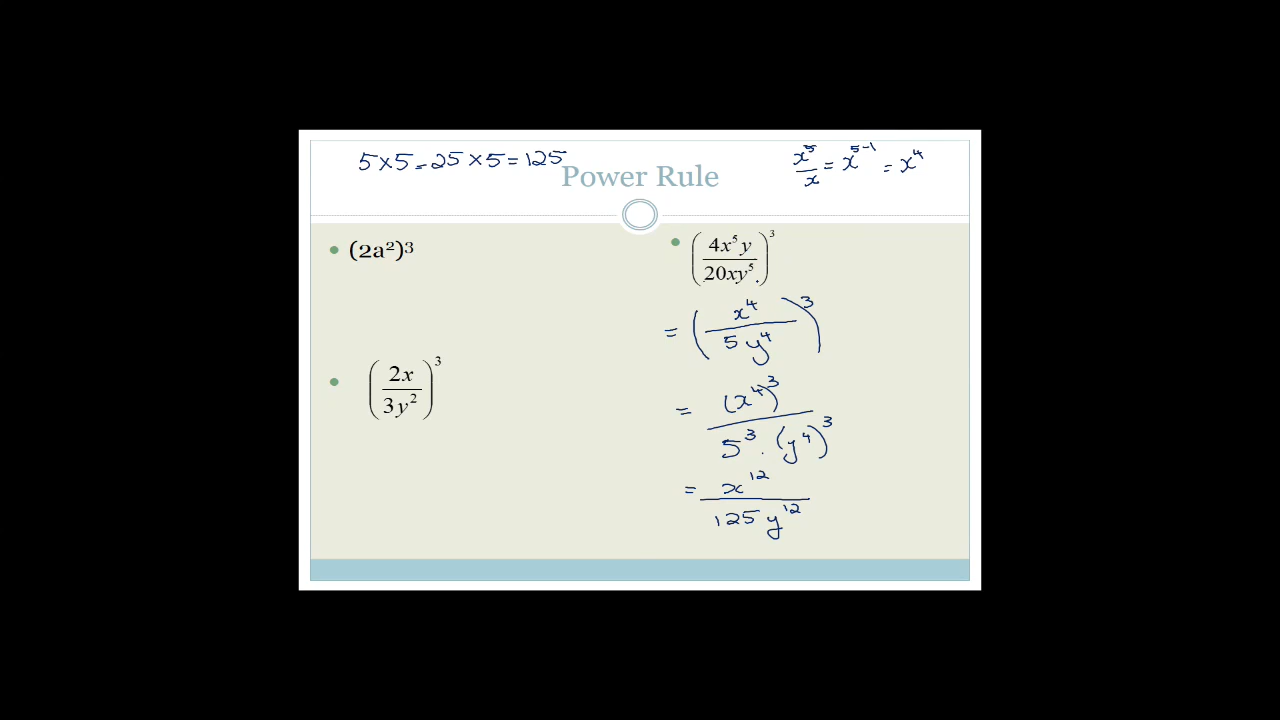 5×5=25×5=125
x⁵/x = x⁵⁻¹ = x⁴
Power Rule
• (2a²)³
• (2x/3y²)³
• (4x⁵y/20xy⁵)³
= (x⁴/5y⁴)³
= (x⁴)³/5³.(y⁴)³
= x¹²/125y¹²